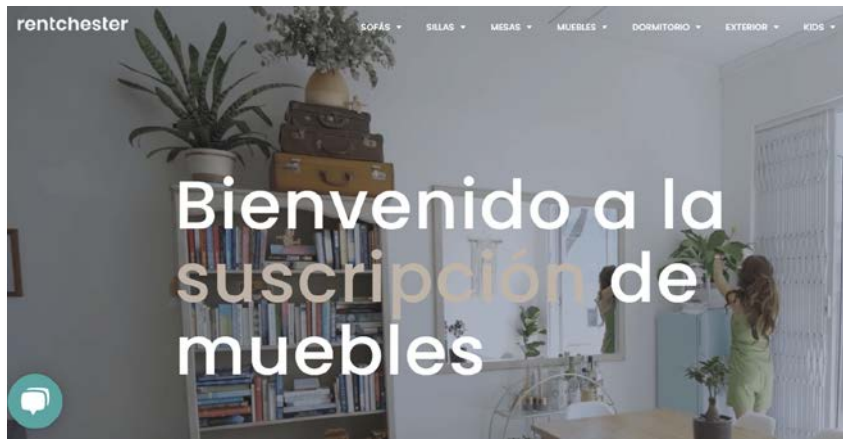 rentchester
SOFÁS SILLAS MESAS MUEBLES DORMITORIO EXTERIOR KIDS
Bienvenido a la
suscripción de
muebles